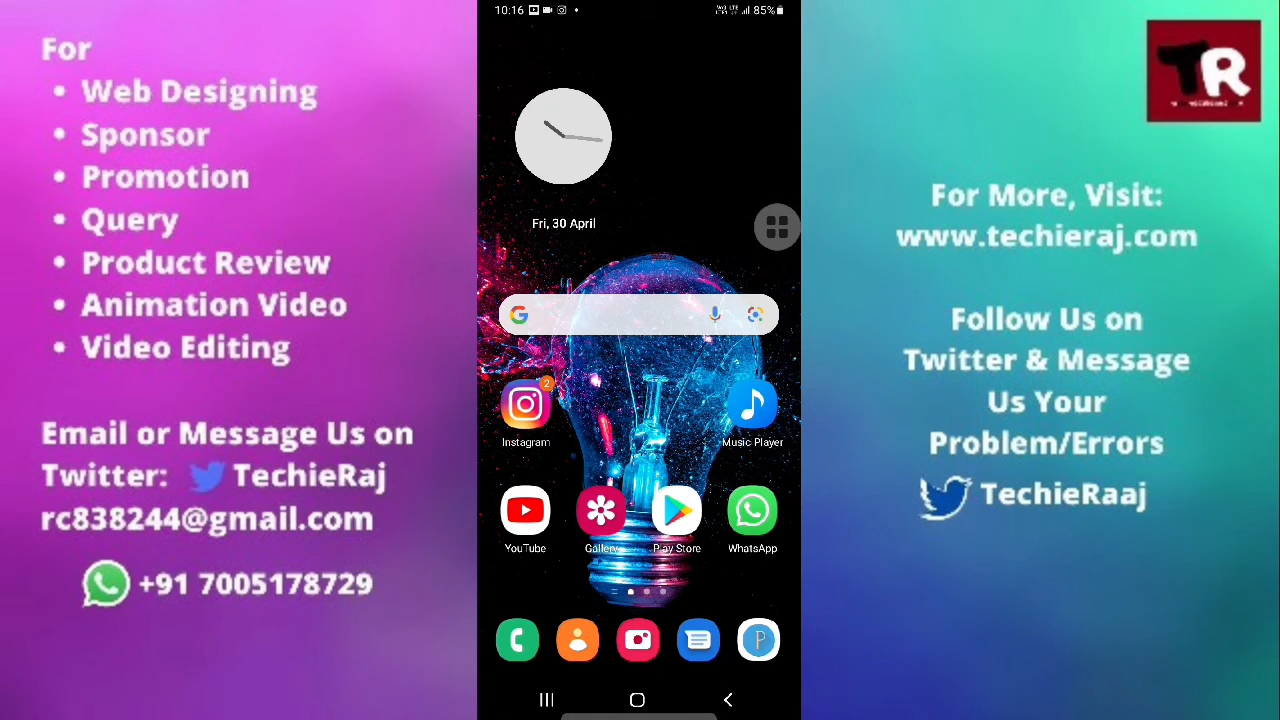 For
• Web Designing
• Sponsor
• Promotion
• Query
• Product Review
• Animation Video
• Video Editing
Email or Message Us on
Twitter: TechieRaj
rc838244@gmail.com
+91 7005178729
10:16
85%
Fri, 30 April
2
Instagram
Music Player
YouTube
Gallery
Play Store
WhatsApp
TR
For More, Visit:
www.techieraj.com
Follow Us on
Twitter & Message
Us Your
Problem/Errors
TechieRaaj